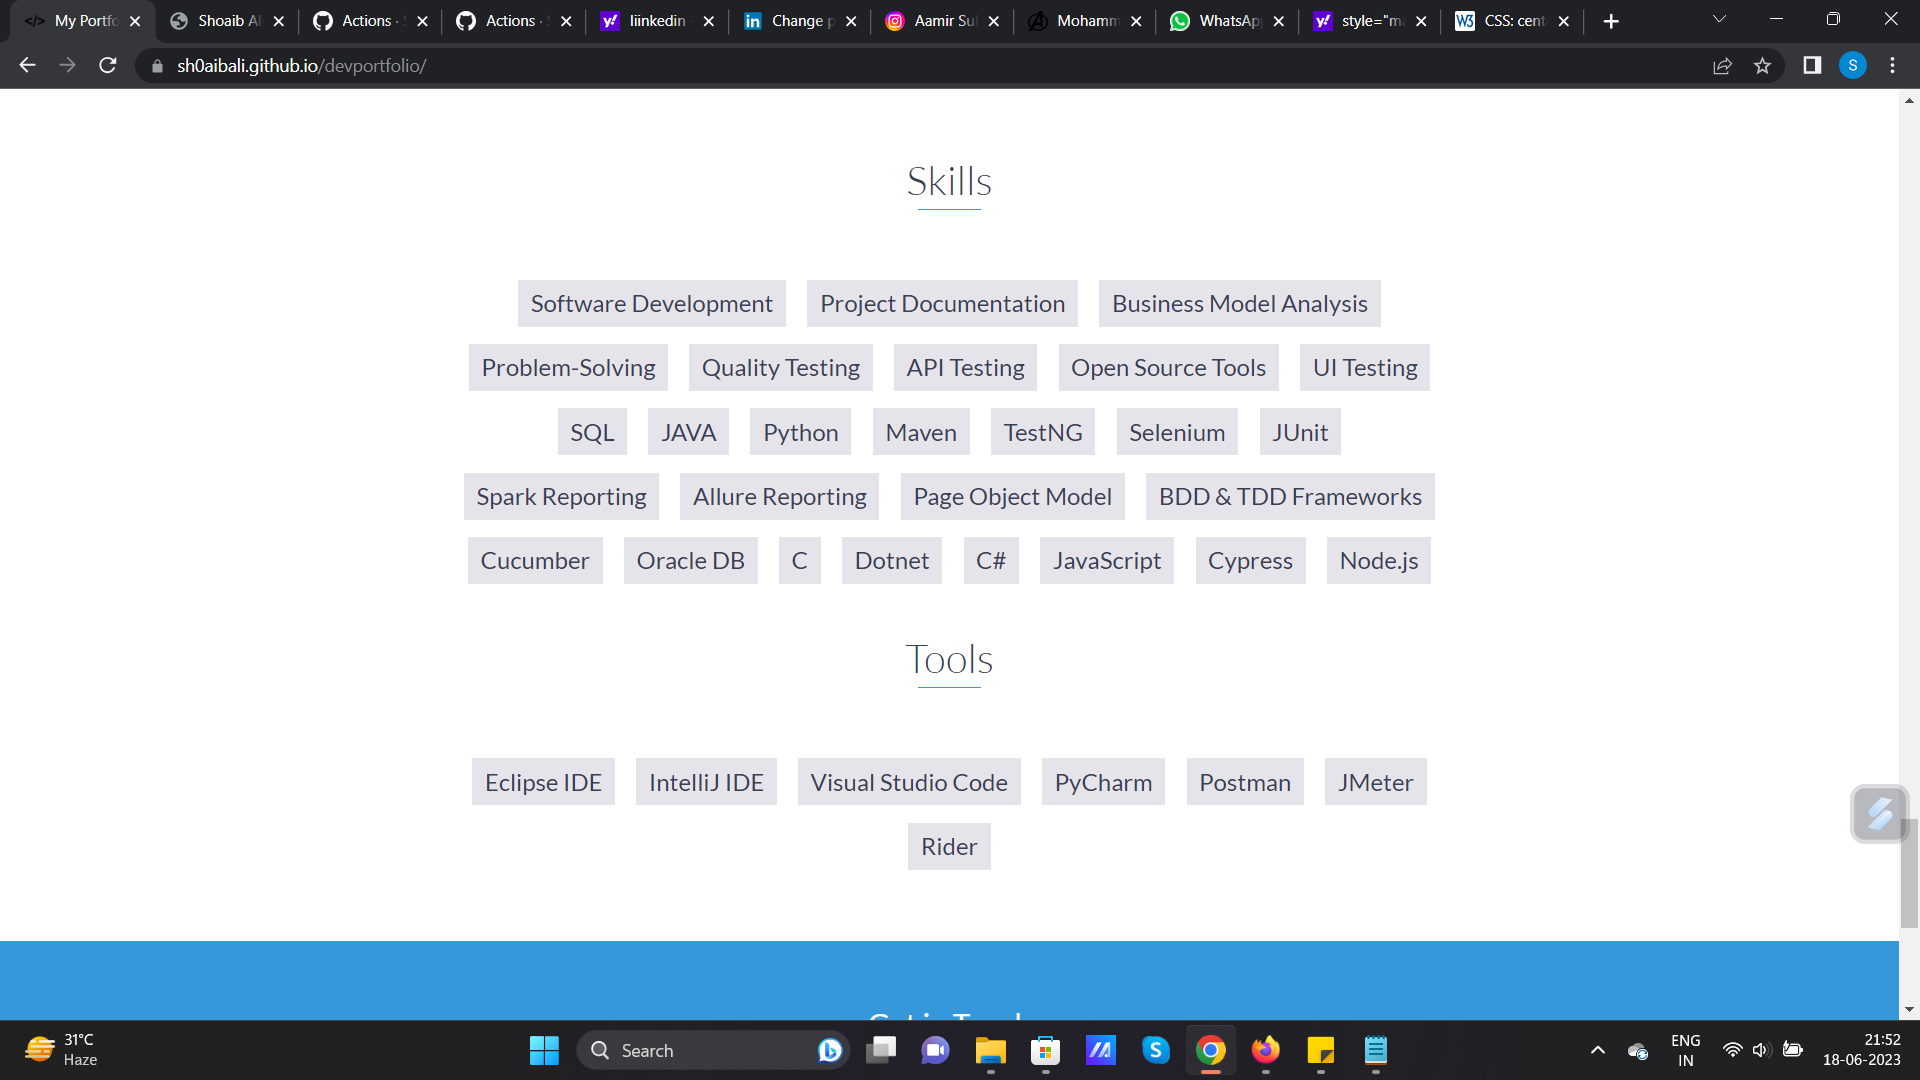 My Portfo
Shoaib Al
Actions ·
Actions ·
liinkedin
Change p
Aamir Sul
Mohamm
WhatsApp
style="ma
CSS: cent
sh0aibali.github.io/devportfolio/
S
Skills
Software Development Project Documentation Business Model Analysis
Problem-Solving Quality Testing API Testing Open Source Tools UI Testing
SQL JAVA Python Maven TestNG Selenium JUnit
Spark Reporting Allure Reporting Page Object Model BDD & TDD Frameworks
Cucumber Oracle DB C Dotnet C# JavaScript Cypress Node.js
Tools
Eclipse IDE IntelliJ IDE Visual Studio Code PyCharm Postman JMeter
Rider
31°C
Haze
Search
ENG
IN
21:52
18-06-2023